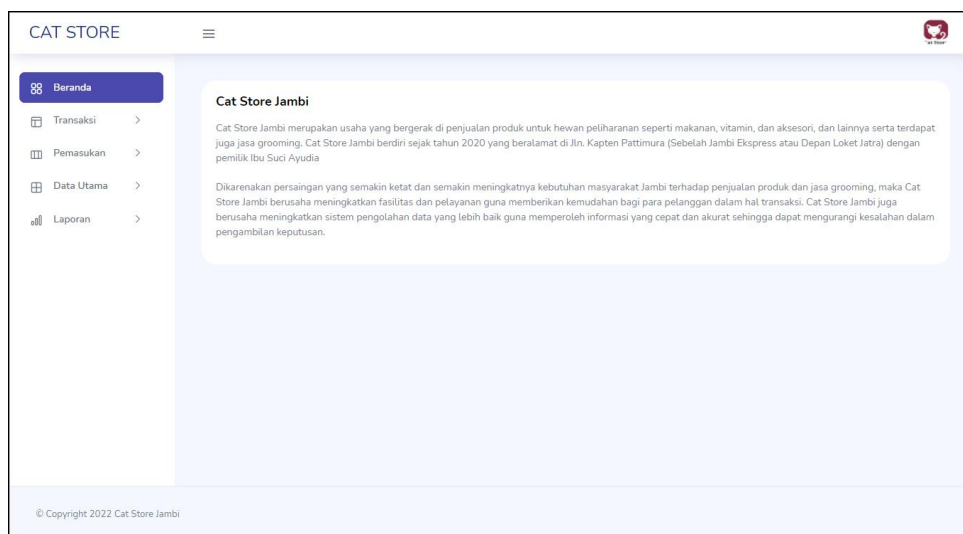 CAT STORE
Cat Store
Beranda
Transaksi
Pemasukan
Data Utama
Laporan
Cat Store Jambi
Cat Store Jambi merupakan usaha yang bergerak di penjualan produk untuk hewan peliharanan seperti makanan, vitamin, dan aksesori, dan lainnya serta terdapat
juga jasa grooming. Cat Store Jambi berdiri sejak tahun 2020 yang beralamat di Jln. Kapten Pattimura (Sebelah Jambi Ekspress atau Depan Loket Jatra) dengan
pemilik Ibu Suci Ayudia
Dikarenakan persaingan yang semakin ketat dan semakin meningkatnya kebutuhan masyarakat Jambi terhadap penjualan produk dan jasa grooming, maka Cat
Store Jambi berusaha meningkatkan fasilitas dan pelayanan guna memberikan kemudahan bagi para pelanggan dalam hal transaksi. Cat Store Jambi juga
berusaha meningkatkan sistem pengolahan data yang lebih baik guna memperoleh informasi yang cepat dan akurat sehingga dapat mengurangi kesalahan dalam
pengambilan keputusan.
© Copyright 2022 Cat Store Jambi